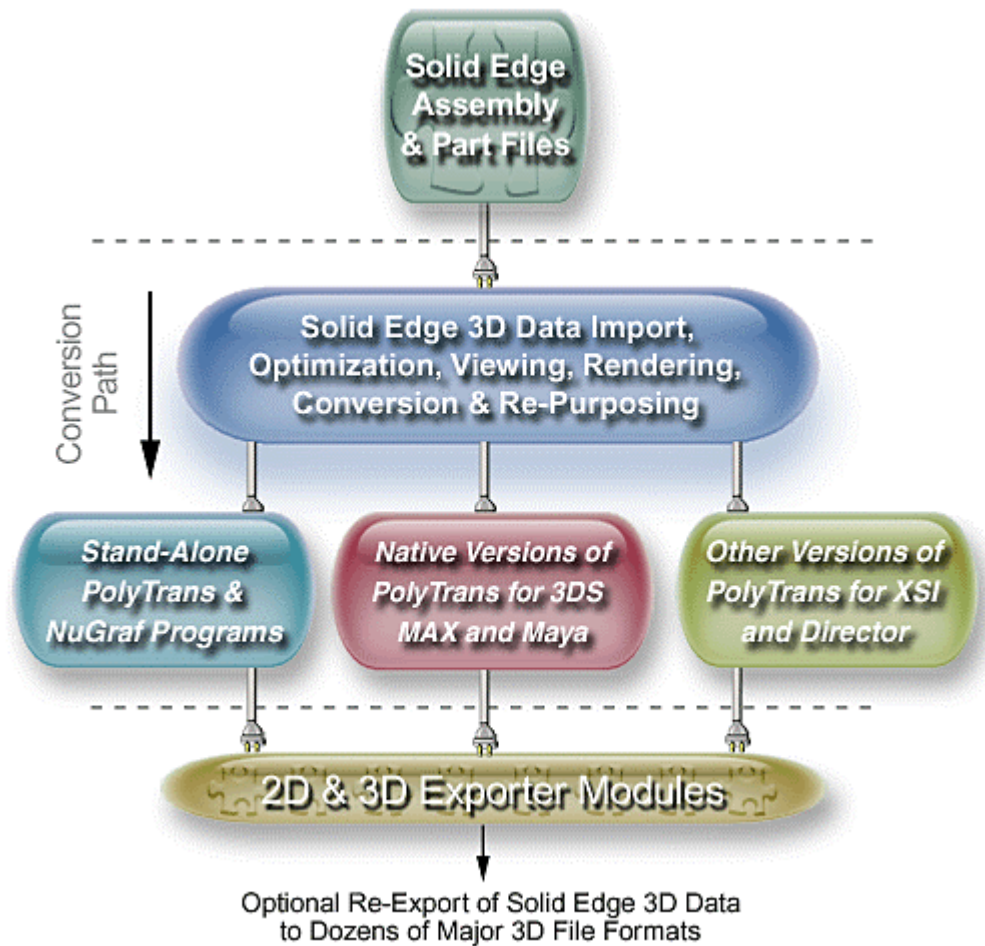 Solid Edge
Assembly
& Part Files
Conversion
Path
Solid Edge 3D Data Import,
Optimization, Viewing, Rendering,
Conversion & Re-Purposing
Stand-Alone
PolyTrans &
NuGraf Programs
Native Versions of
PolyTrans for 3DS
MAX and Maya
Other Versions of
PolyTrans for XSI
and Director
2D & 3D Exporter Modules
Optional Re-Export of Solid Edge 3D Data
to Dozens of Major 3D File Formats